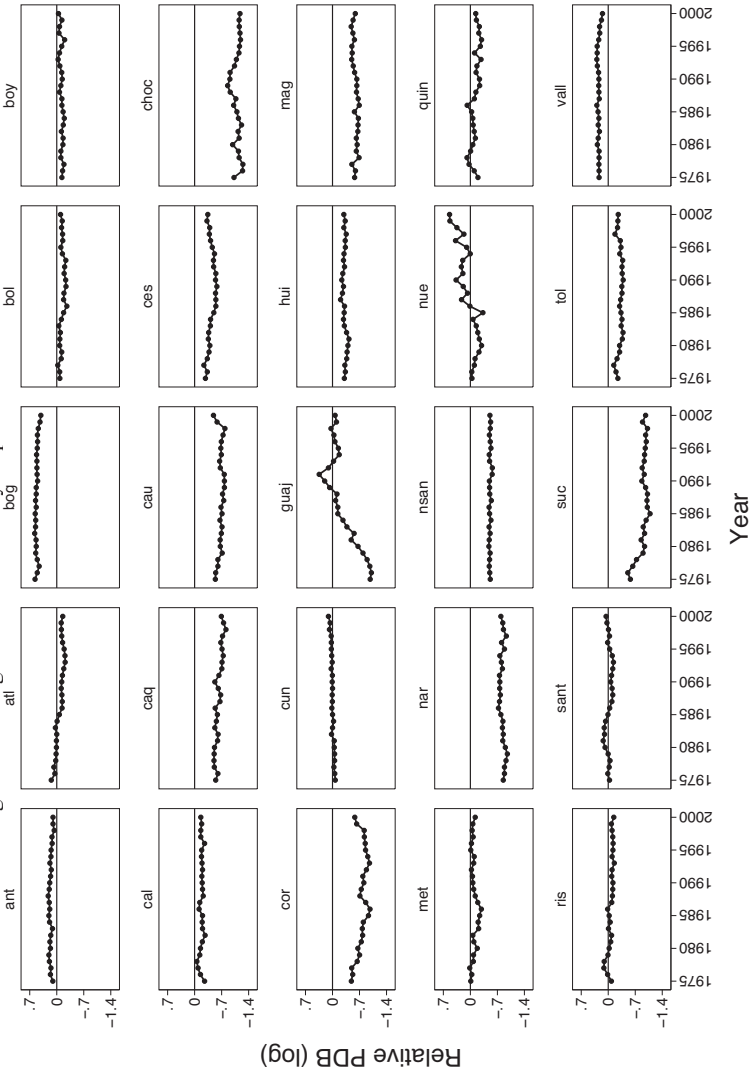 ant atl bog bol boy
.7
0
-.7
-1.4
cal caq cau ces choc
.7
0
-.7
-1.4
cor cun guaj hui mag
.7
0
-.7
-1.4
met nar nsan nue quin
.7
0
-.7
-1.4
ris sant suc tol vall
.7
0
-.7
-1.4
1975 1980 1985 1990 1995 2000
1975 1980 1985 1990 1995 2000
1975 1980 1985 1990 1995 2000
1975 1980 1985 1990 1995 2000
1975 1980 1985 1990 1995 2000
Relative PDB (log)
Year